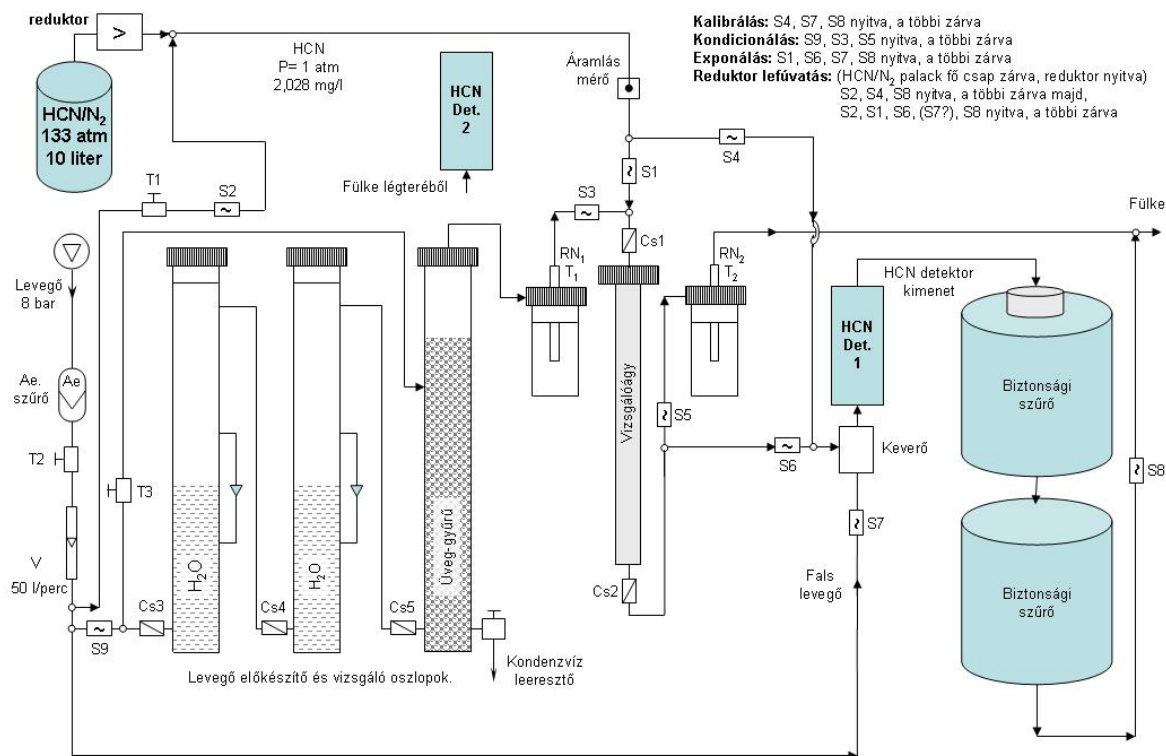 reduktor
>
HCN
P= 1 atm
2,028 mg/l
HCN/N₂
133 atm
10 liter
HCN
Det.
2
Fülke légteréből
Áramlás
mérő
Kalibrálás: S4, S7, S8 nyitva, a többi zárva
Kondicionálás: S9, S3, S5 nyitva, a többi zárva
Exponálás: S1, S6, S7, S8 nyitva, a többi zárva
Reduktor lefúvatás: (HCN/N₂ palack fő csap zárva, reduktor nyitva)
S2, S4, S8 nyitva, a többi zárva majd,
S2, S1, S6, (S7?), S8 nyitva, a többi zárva
S4
S1
T1
S2
S3
Fülke
Cs1
RN₁
T₁
RN₂
T₂
Levegő
8 bar
HCN detektor
kimenet
HCN
Det.
1
Ae.
szűrő
Ae
Vizsgálóágy
Biztonsági
szűrő
S5
T2
T3
S6
Keverő
S8
H₂O
H₂O
Üveg-gyűrű
S7
V
50 l/perc
Cs2
Fals
levegő
Biztonsági
szűrő
Cs3
Cs4
Cs5
S9
Kondenzvíz
leeresztő
Levegő előkészítő és vizsgáló oszlopok.